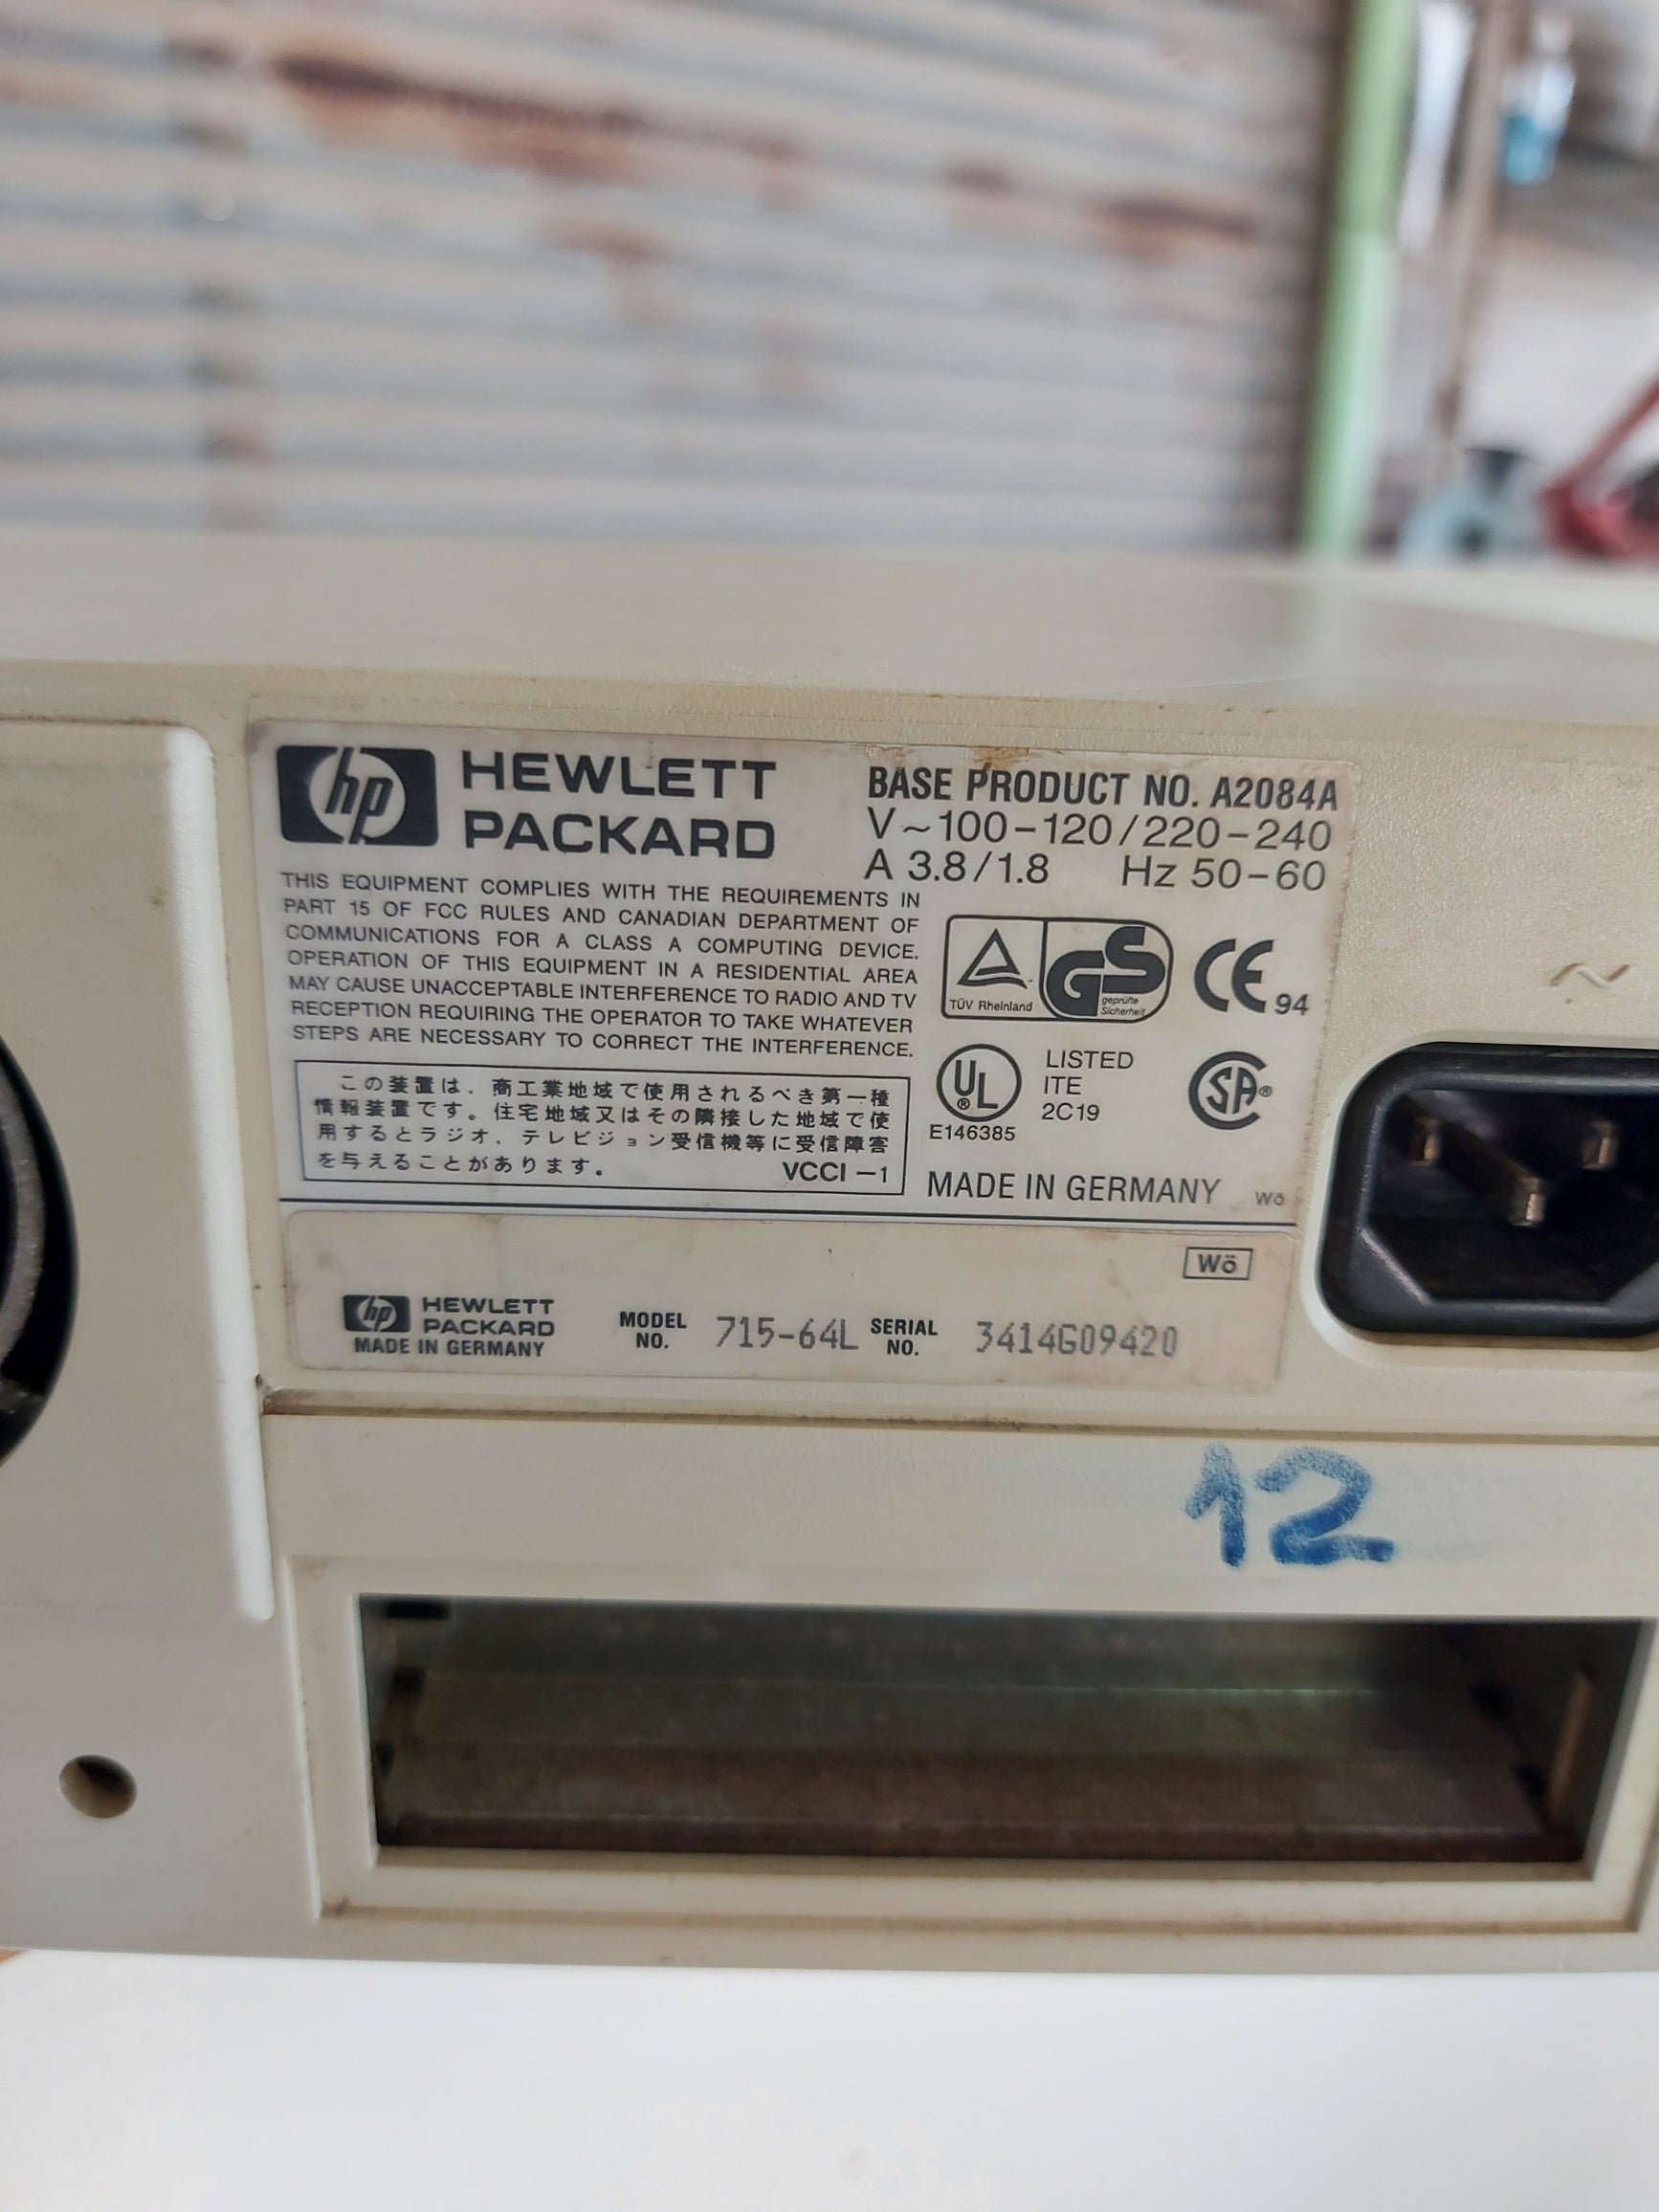 hp HEWLETT
PACKARD
BASE PRODUCT NO. A2084A
V~100-120/220-240
A 3.8/1.8 Hz 50-60
THIS EQUIPMENT COMPLIES WITH THE REQUIREMENTS IN
PART 15 OF FCC RULES AND CANADIAN DEPARTMENT OF
COMMUNICATIONS FOR A CLASS A COMPUTING DEVICE.
OPERATION OF THIS EQUIPMENT IN A RESIDENTIAL AREA
MAY CAUSE UNACCEPTABLE INTERFERENCE TO RADIO AND TV
RECEPTION REQUIRING THE OPERATOR TO TAKE WHATEVER
STEPS ARE NECESSARY TO CORRECT THE INTERFERENCE.
TÜV Rheinland
GS
geprüfte
Sicherheit
CE 94
UL ®
E146385
LISTED
ITE
2C19
SA ®
この装置は、商工業地域で使用されるべき第一種
情報装置です。住宅地域又はその隣接した地域で使
用するとラジオ、テレビジョン受信機等に受信障害
を与えることがあります。 VCCI-1
MADE IN GERMANY Wö
Wö
hp HEWLETT
PACKARD
MADE IN GERMANY
MODEL
NO.
715-64L
SERIAL
NO.
3414G09420
12